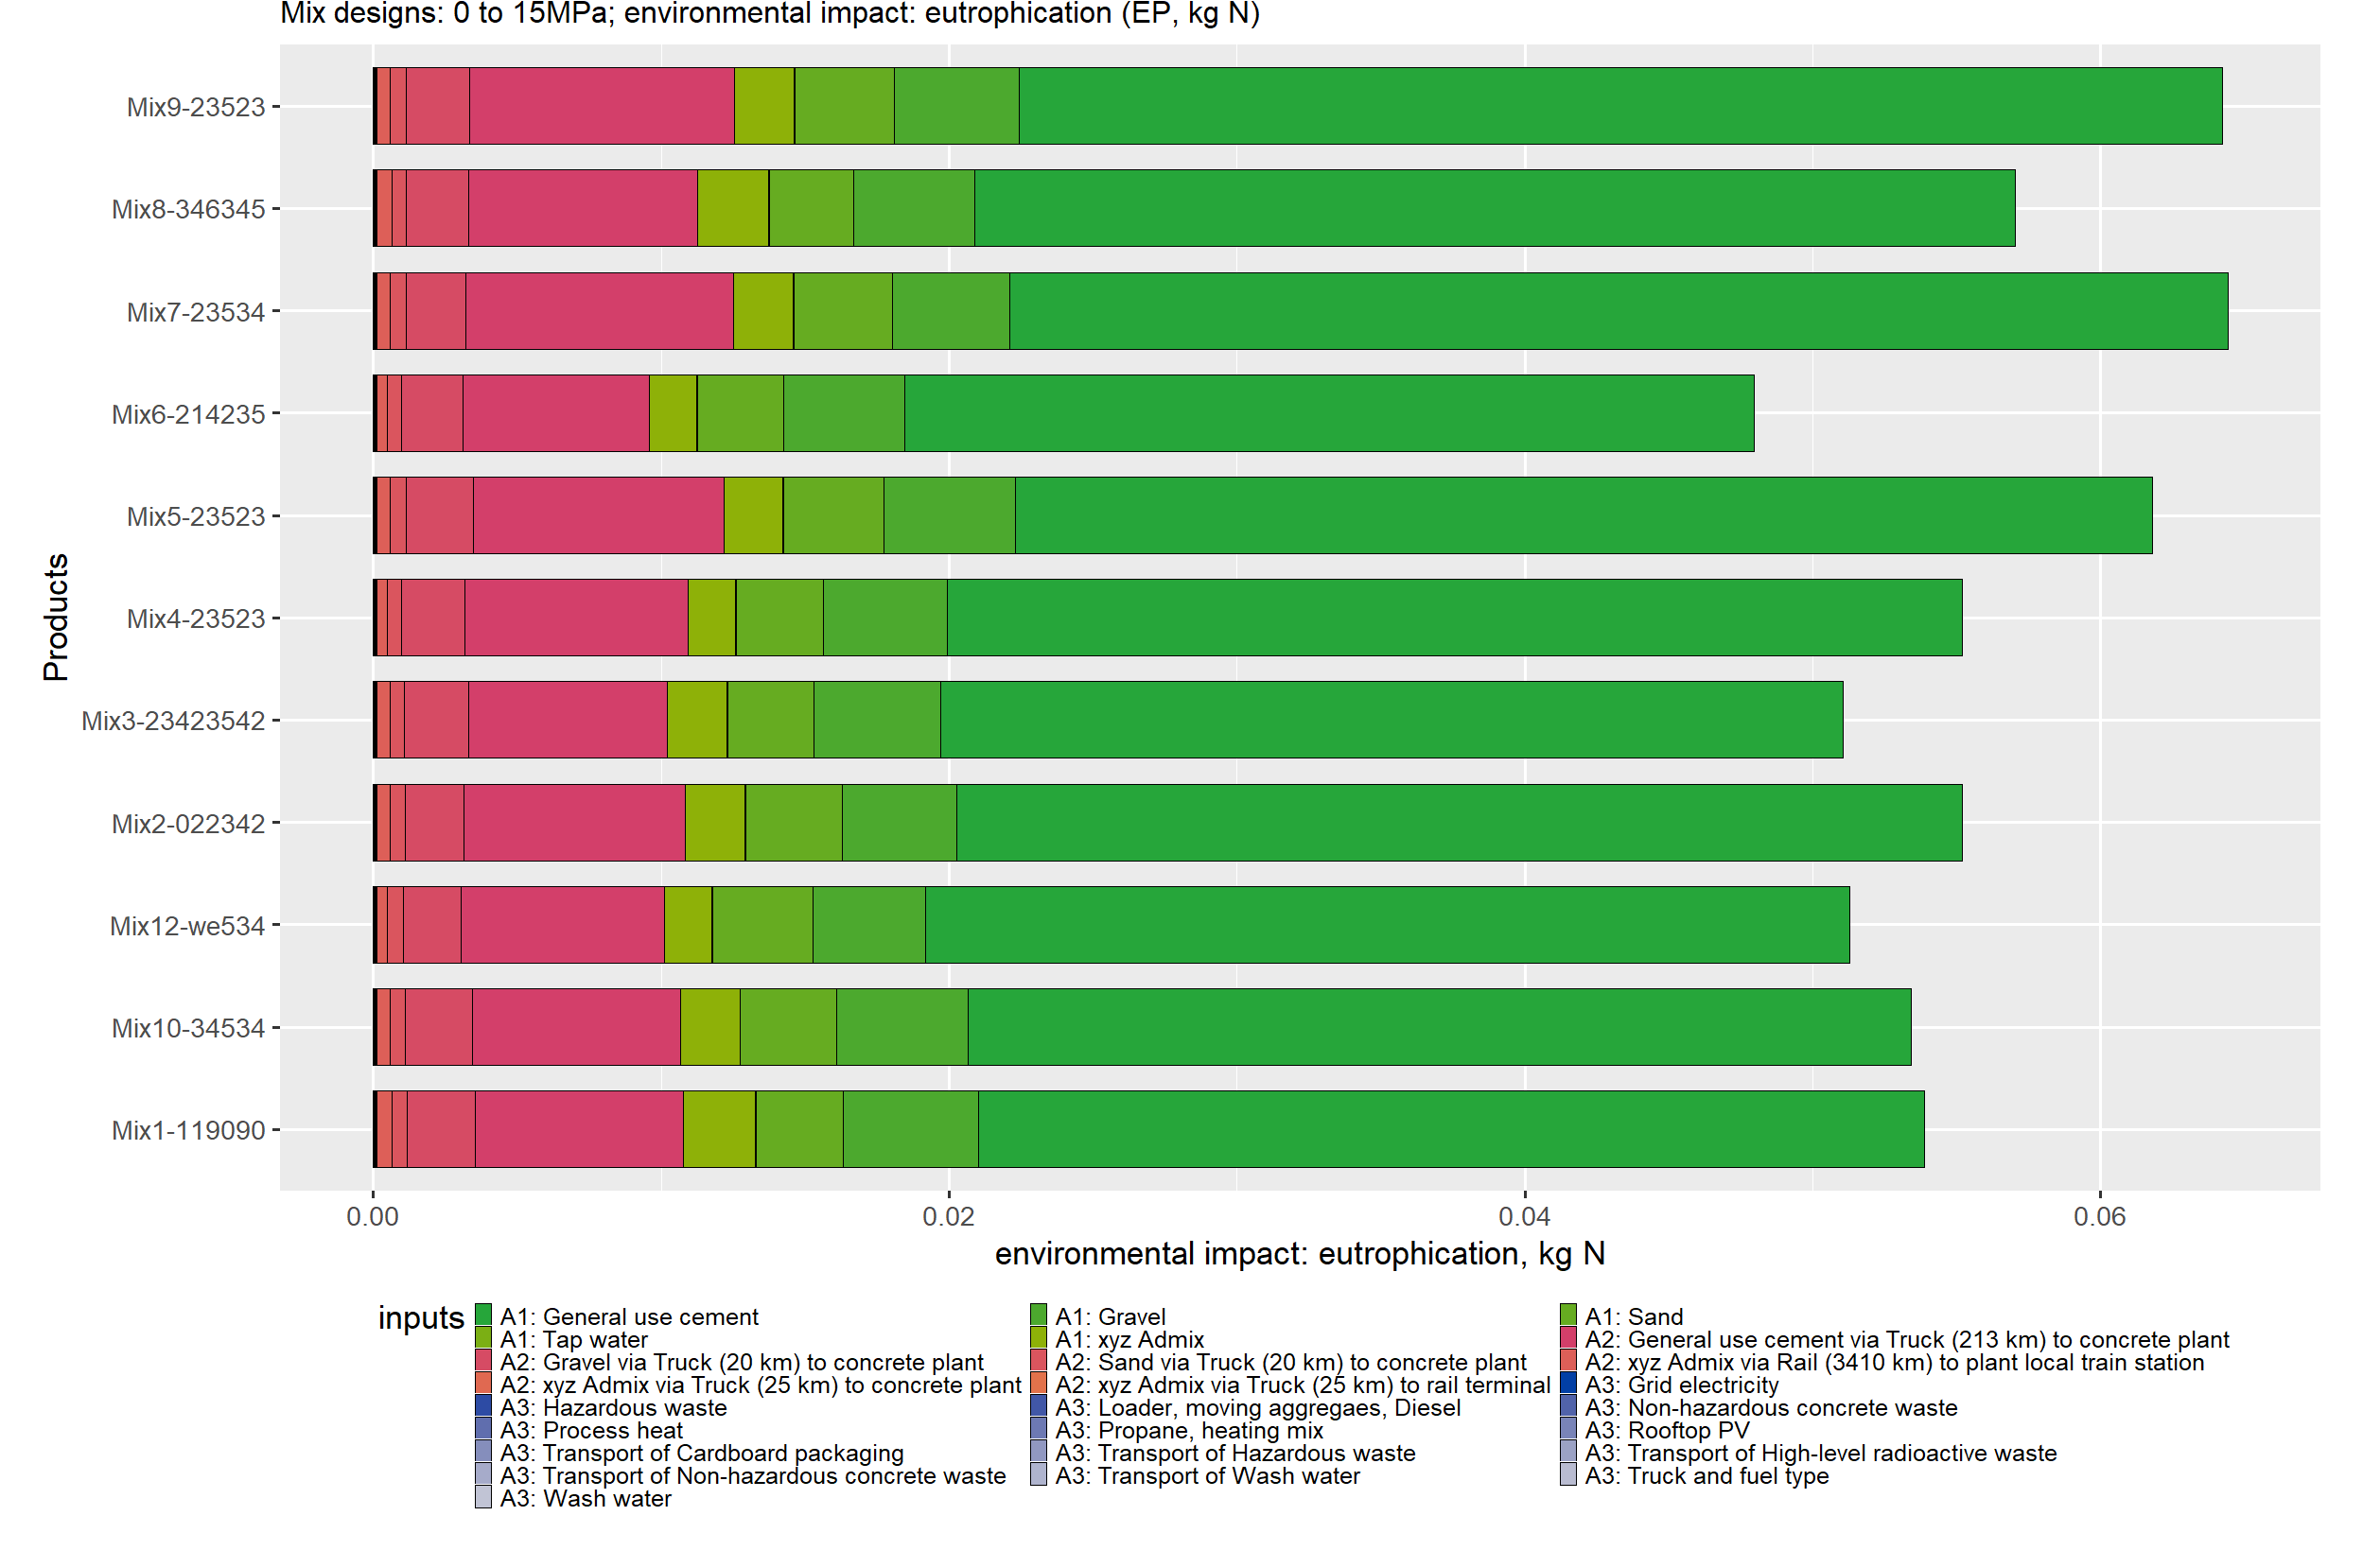 Mix designs: 0 to 15MPa; environmental impact: eutrophication (EP, kg N)
Mix9-23523
Mix8-346345
Mix7-23534
Mix6-214235
Mix5-23523
Mix4-23523
Mix3-23423542
Mix2-022342
Mix12-we534
Mix10-34534
Mix1-119090
Products
0.00 0.02 0.04 0.06
environmental impact: eutrophication, kg N
inputs
A1: General use cement A1: Gravel A1: Sand
A1: Tap water A1: xyz Admix A2: General use cement via Truck (213 km) to concrete plant
A2: Gravel via Truck (20 km) to concrete plant A2: Sand via Truck (20 km) to concrete plant A2: xyz Admix via Rail (3410 km) to plant local train station
A2: xyz Admix via Truck (25 km) to concrete plant A2: xyz Admix via Truck (25 km) to rail terminal A3: Grid electricity
A3: Hazardous waste A3: Loader, moving aggregaes, Diesel A3: Non-hazardous concrete waste
A3: Process heat A3: Propane, heating mix A3: Rooftop PV
A3: Transport of Cardboard packaging A3: Transport of Hazardous waste A3: Transport of High-level radioactive waste
A3: Transport of Non-hazardous concrete waste A3: Transport of Wash water A3: Truck and fuel type
A3: Wash water